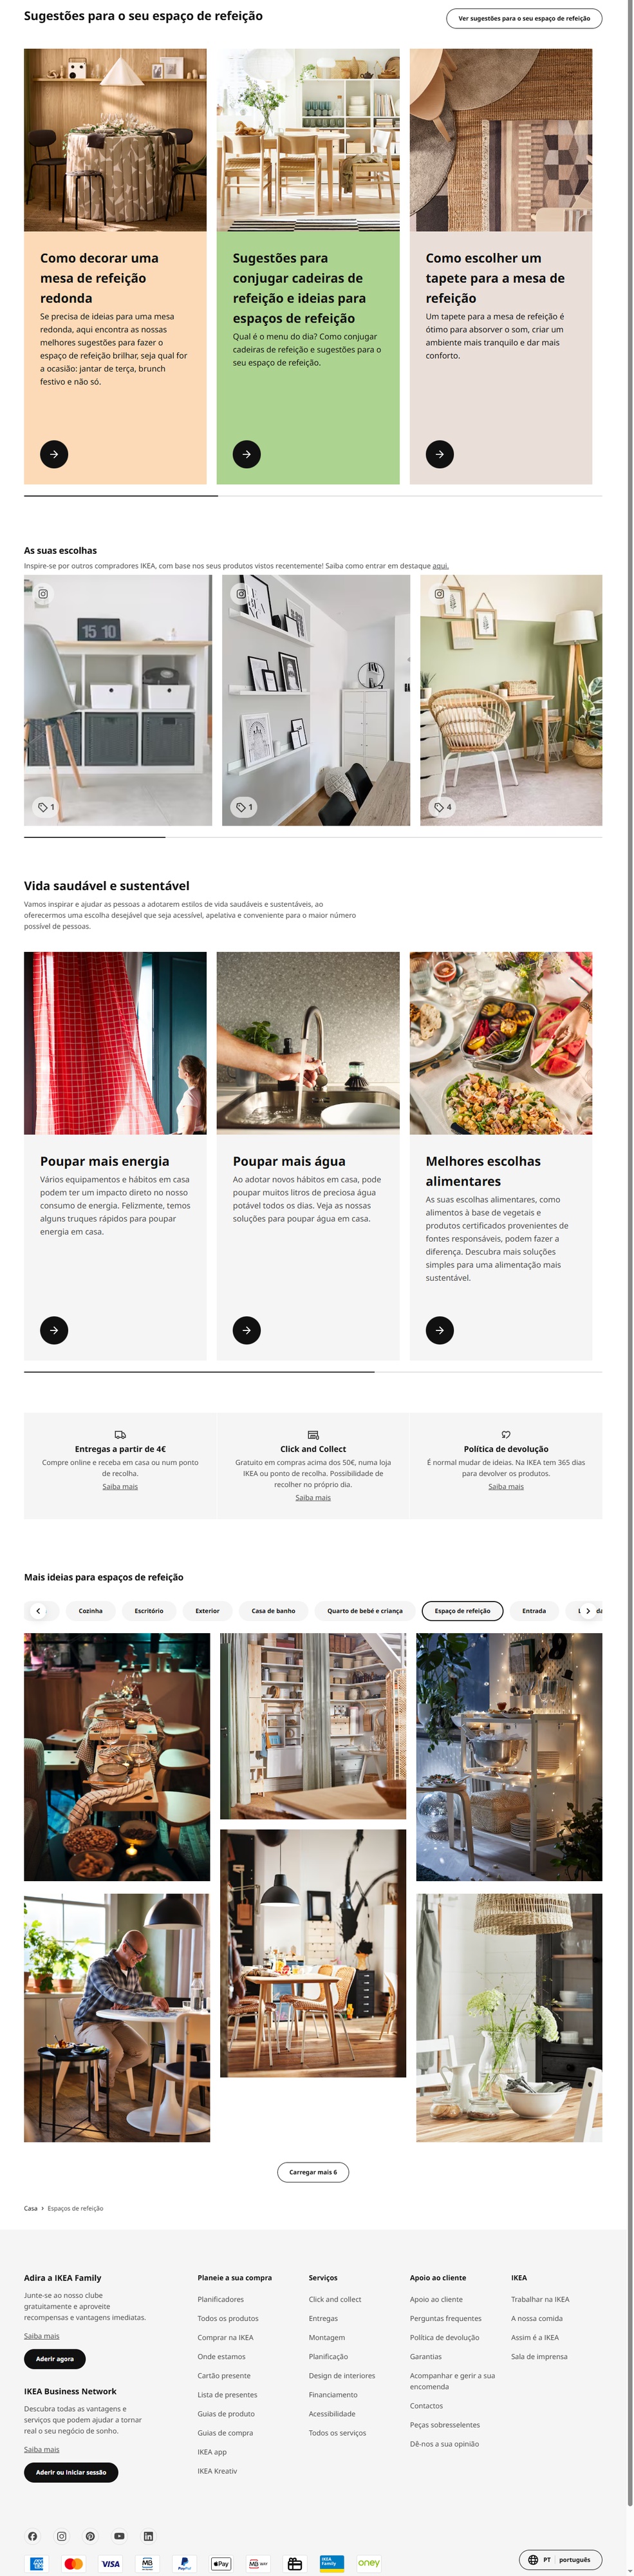 Sugestões para o seu espaço de refeição
Ver sugestões para o seu espaço de refeição
Como decorar uma
mesa de refeição
redonda
Se precisa de ideias para uma mesa
redonda, aqui encontra as nossas
melhores sugestões para fazer o
espaço de refeição brilhar, seja qual for
a ocasião: jantar de terça, brunch
festivo e não só.
Sugestões para
conjugar cadeiras de
refeição e ideias para
espaços de refeição
Qual é o menu do dia? Como conjugar
cadeiras de refeição e sugestões para o
seu espaço de refeição.
Como escolher um
tapete para a mesa de
refeição
Um tapete para a mesa de refeição é
ótimo para absorver o som, criar um
ambiente mais tranquilo e dar mais
conforto.
As suas escolhas
Inspire-se por outros compradores IKEA, com base nos seus produtos vistos recentemente! Saiba como entrar em destaque aqui.
15 10
1
1
4
Vida saudável e sustentável
Vamos inspirar e ajudar as pessoas a adotarem estilos de vida saudáveis e sustentáveis, ao
oferecermos uma escolha desejável que seja acessível, apelativa e conveniente para o maior número
possível de pessoas.
Poupar mais energia
Vários equipamentos e hábitos em casa
podem ter um impacto direto no nosso
consumo de energia. Felizmente, temos
alguns truques rápidos para poupar
energia em casa.
Poupar mais água
Ao adotar novos hábitos em casa, pode
poupar muitos litros de preciosa água
potável todos os dias. Veja as nossas
soluções para poupar água em casa.
Melhores escolhas
alimentares
As suas escolhas alimentares, como
alimentos à base de vegetais e
produtos certificados provenientes de
fontes responsáveis, podem fazer a
diferença. Descubra mais soluções
simples para uma alimentação mais
sustentável.
Entregas a partir de 4€
Compre online e receba em casa ou num ponto
de recolha.
Saiba mais
Click and Collect
Gratuito em compras acima dos 50€, numa loja
IKEA ou ponto de recolha. Possibilidade de
recolher no próprio dia.
Saiba mais
Política de devolução
É normal mudar de ideias. Na IKEA tem 365 dias
para devolver os produtos.
Saiba mais
Mais ideias para espaços de refeição
Cozinha
Escritório
Exterior
Casa de banho
Quarto de bebé e criança
Espaço de refeição
Entrada
Carregar mais 6
Casa › Espaços de refeição
Adira a IKEA Family
Junte-se ao nosso clube
gratuitamente e aproveite
recompensas e vantagens imediatas.
Saiba mais
Aderir agora
IKEA Business Network
Descubra todas as vantagens e
serviços que podem ajudar a tornar
real o seu negócio de sonho.
Saiba mais
Aderir ou Iniciar sessão
Planeie a sua compra
Planificadores
Todos os produtos
Comprar na IKEA
Onde estamos
Cartão presente
Lista de presentes
Guias de produto
Guias de compra
IKEA app
IKEA Kreativ
Serviços
Click and collect
Entregas
Montagem
Planificação
Design de interiores
Financiamento
Acessibilidade
Todos os serviços
Apoio ao cliente
Apoio ao cliente
Perguntas frequentes
Política de devolução
Garantias
Acompanhar e gerir a sua
encomenda
Contactos
Peças sobresselentes
Dê-nos a sua opinião
IKEA
Trabalhar na IKEA
A nossa comida
Assim é a IKEA
Sala de imprensa
VISA
MB
PayPal
Pay
MB WAY
IKEA
Family
oney
PT
português